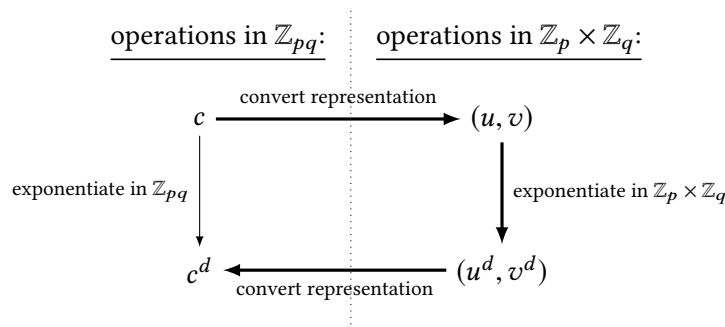 operations in ℤ_{pq}: operations in ℤ_p × ℤ_q:
convert representation
c (u, v)
exponentiate in ℤ_{pq} exponentiate in ℤ_p × ℤ_q
c^d (u^d, v^d)
convert representation